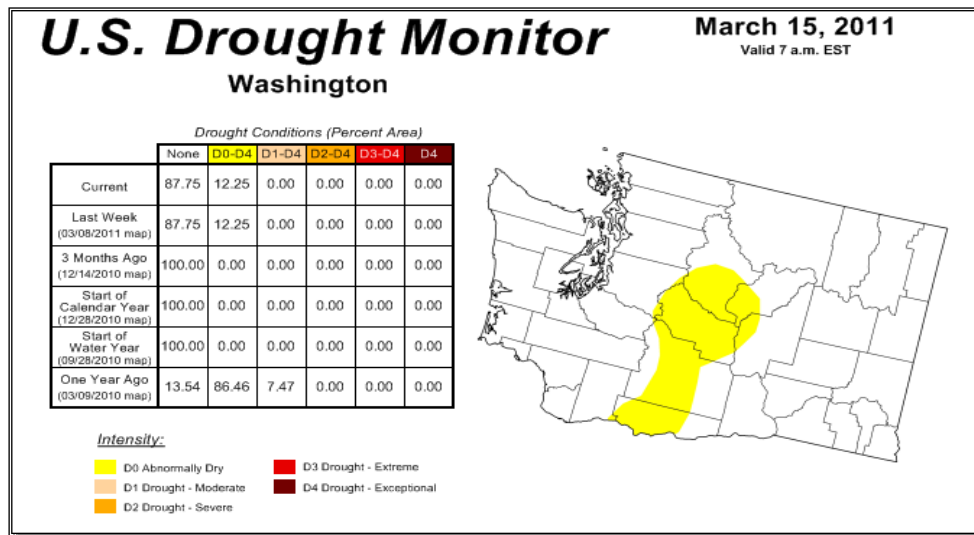 U.S. Drought Monitor
Washington
March 15, 2011
Valid 7 a.m. EST
Drought Conditions (Percent Area)
None D0-D4 D1-D4 D2-D4 D3-D4 D4
Current 87.75 12.25 0.00 0.00 0.00 0.00
Last Week
(03/08/2011 map) 87.75 12.25 0.00 0.00 0.00 0.00
3 Months Ago
(12/14/2010 map) 100.00 0.00 0.00 0.00 0.00 0.00
Start of
Calendar Year
(12/28/2010 map) 100.00 0.00 0.00 0.00 0.00 0.00
Start of
Water Year
(09/28/2010 map) 100.00 0.00 0.00 0.00 0.00 0.00
One Year Ago
(03/09/2010 map) 13.54 86.46 7.47 0.00 0.00 0.00
Intensity:
D0 Abnormally Dry
D1 Drought - Moderate
D2 Drought - Severe
D3 Drought - Extreme
D4 Drought - Exceptional